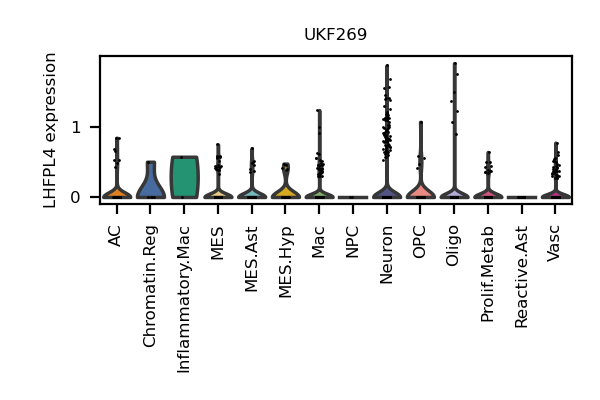 UKF269
LHFPL4 expression
1
0
AC
Chromatin.Reg
Inflammatory.Mac
MES
MES.Ast
MES.Hyp
Mac
NPC
Neuron
OPC
Oligo
Prolif.Metab
Reactive.Ast
Vasc